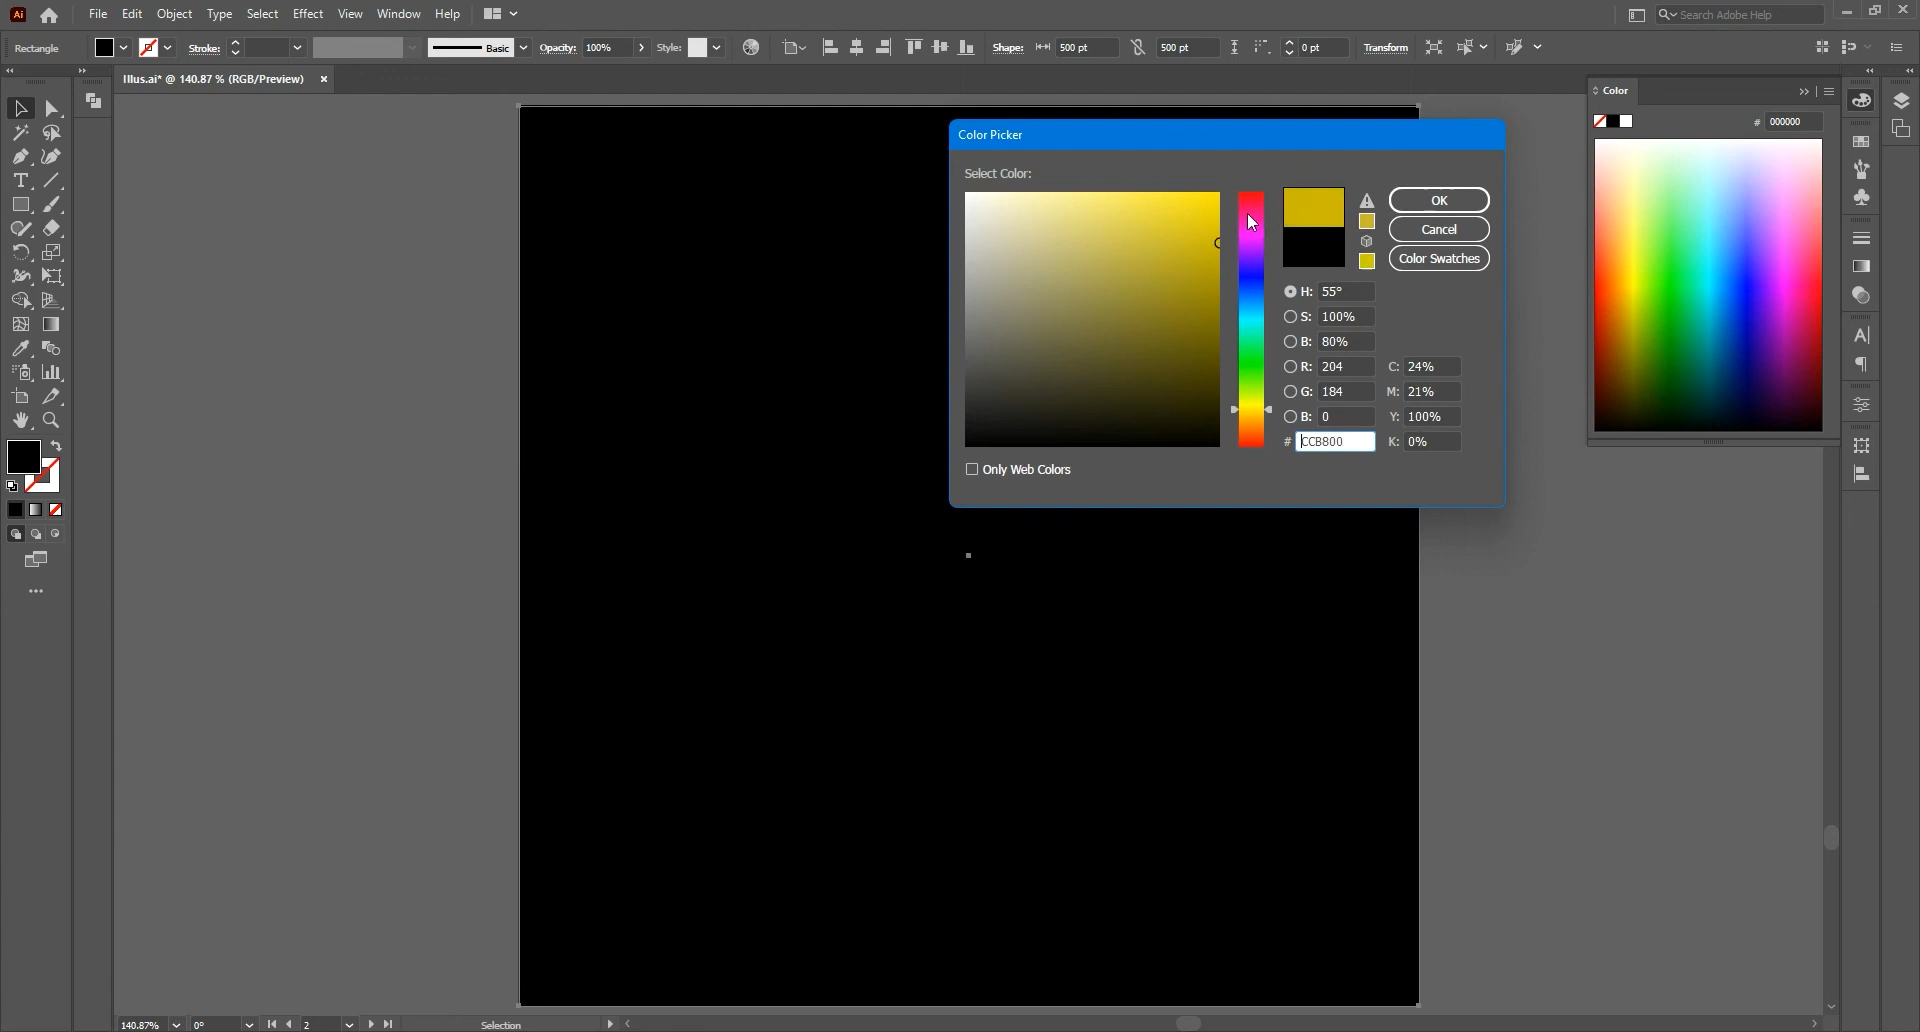 Ai File Edit Object Type Select Effect View Window Help Search Adobe Help
Rectangle Stroke: Basic Opacity: 100% Style: Shape: 500 pt 500 pt 0 pt Transform
Illus.ai* @ 140.87 % (RGB/Preview)
Color
# 000000
Color Picker
Select Color:
OK
Cancel
Color Swatches
H: 55°
S: 100%
B: 80%
R: 204 C: 24%
G: 184 M: 21%
B: 0 Y: 100%
# CCB800 K: 0%
Only Web Colors
140.87% 0° 2 Selection